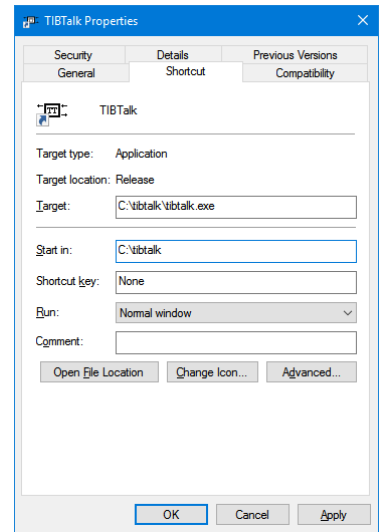 TIBTalk Properties
Security Details Previous Versions
General Shortcut Compatibility
TT
TIBTalk
Target type: Application
Target location: Release
Target: C:\tibtalk\tibtalk.exe
Start in: C:\tibtalk
Shortcut key: None
Run: Normal window
Comment:
Open File Location Change Icon... Advanced...
OK Cancel Apply